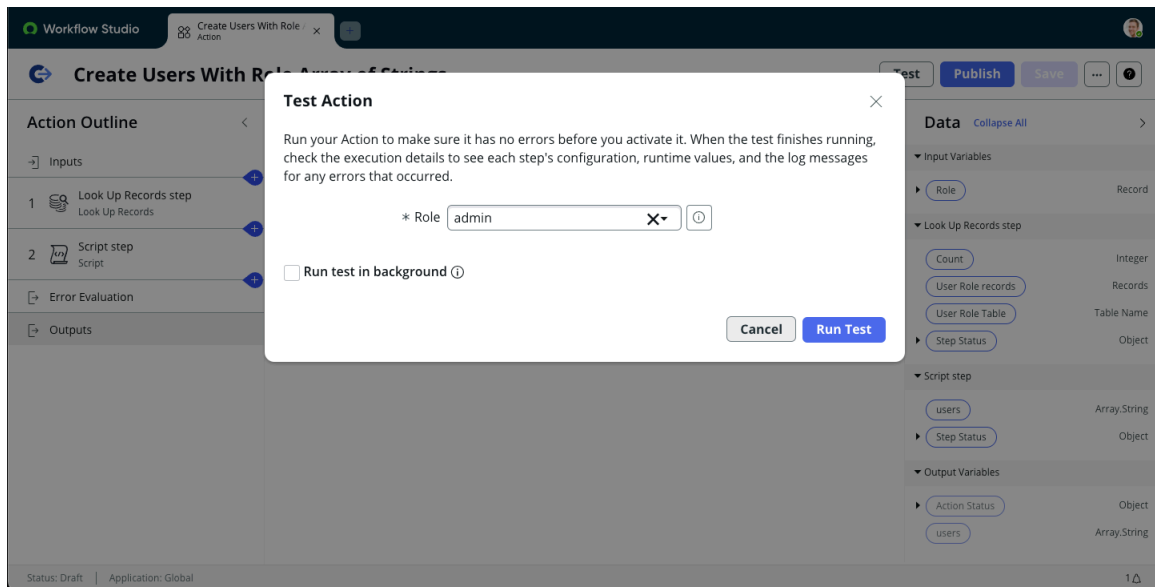 Workflow Studio
Create Users With Role /
Action
Create Users With Role Array of Strings
Test
Publish
Save
Action Outline
Inputs
1
Look Up Records step
Look Up Records
2
Script step
Script
Error Evaluation
Outputs
Test Action
Run your Action to make sure it has no errors before you activate it. When the test finishes running,
check the execution details to see each step's configuration, runtime values, and the log messages
for any errors that occurred.
* Role
admin
Run test in background
Cancel
Run Test
Data
Collapse All
Input Variables
Role
Record
Look Up Records step
Count
Integer
User Role records
Records
User Role Table
Table Name
Step Status
Object
Script step
users
Array.String
Step Status
Object
Output Variables
Action Status
Object
users
Array.String
Status: Draft | Application: Global
1